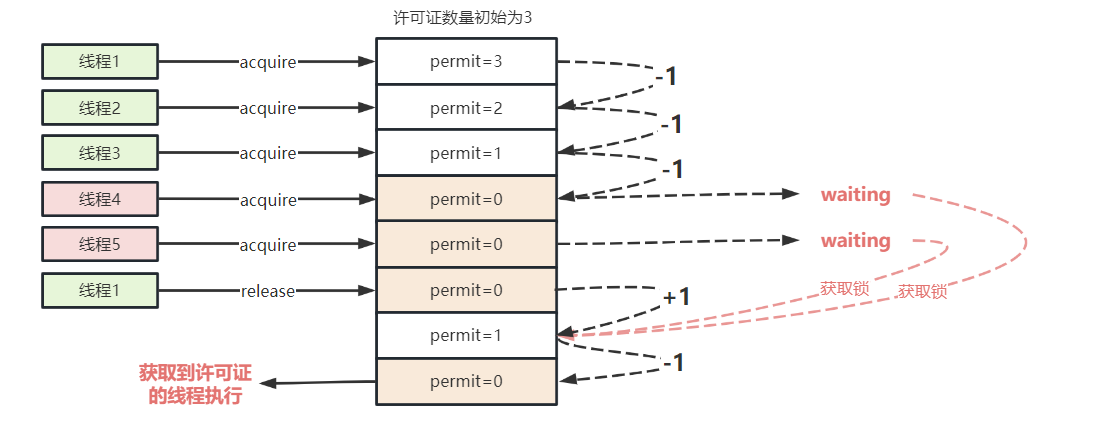 许可证数量初始为3
线程1 acquire permit=3
-1
线程2 acquire permit=2
-1
线程3 acquire permit=1
-1
线程4 acquire permit=0 waiting
线程5 acquire permit=0 waiting
获取锁 获取锁
线程1 release permit=0
+1
permit=1
-1
获取到许可证
的线程执行
permit=0